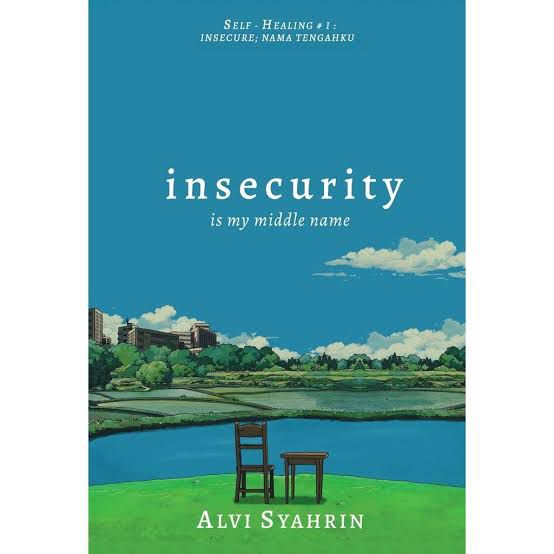 SELF - HEALING # 1 :
INSECURE; NAMA TENGAHKU
insecurity
is my middle name
ALVI SYAHRIN